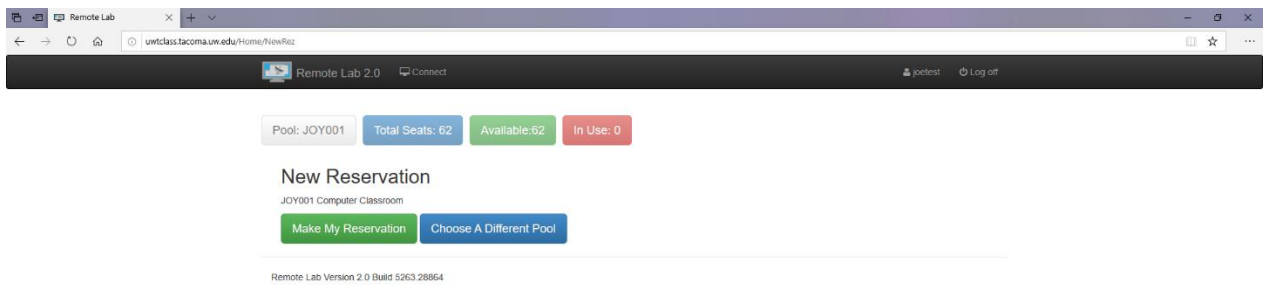 Remote Lab
uwtclass.tacoma.uw.edu/Home/NewRez
Remote Lab 2.0 Connect joetest Log off
Pool: JOY001 Total Seats: 62 Available:62 In Use: 0
New Reservation
JOY001 Computer Classroom
Make My Reservation Choose A Different Pool
Remote Lab Version 2.0 Build 5263.28864